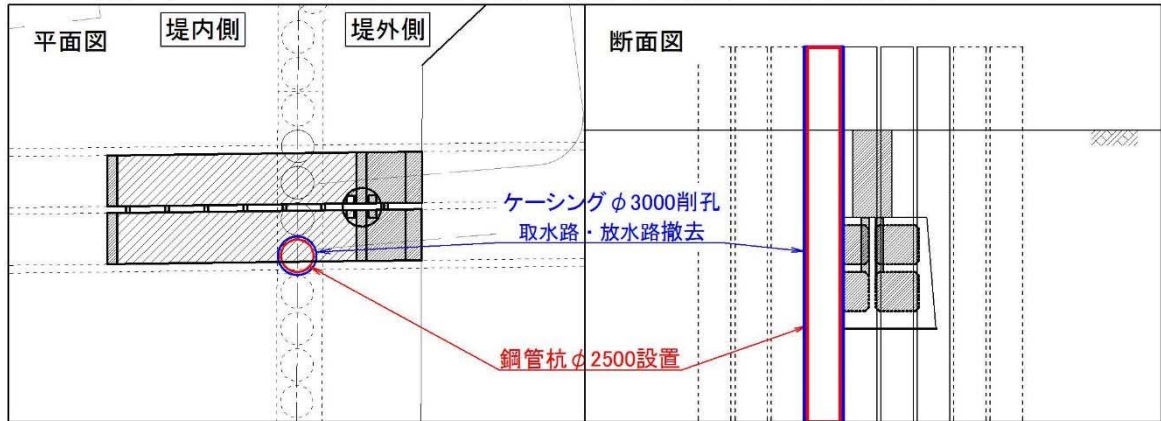 平面図
堤内側
堤外側
断面図
ケーシングφ3000削孔
取水路・放水路撤去
鋼管杭φ2500設置